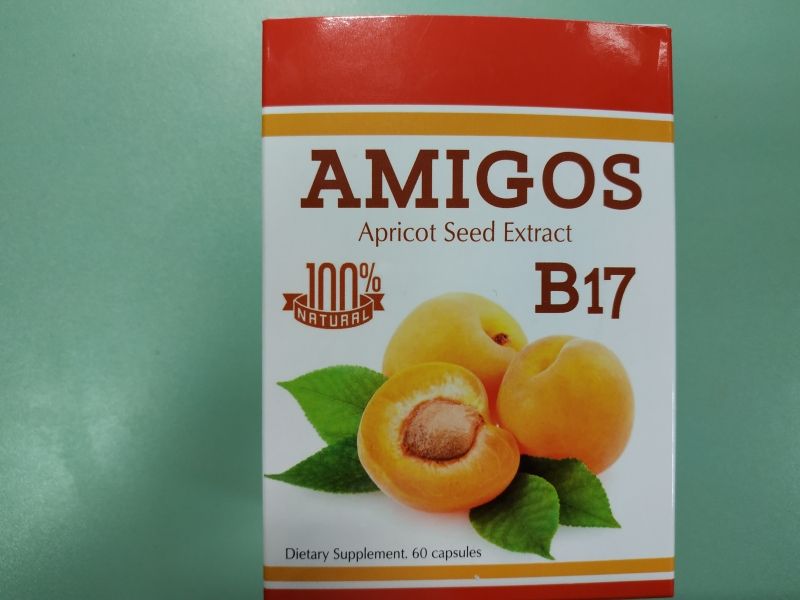 AMIGOS
Apricot Seed Extract
100%
NATURAL
B17
Dietary Supplement. 60 capsules